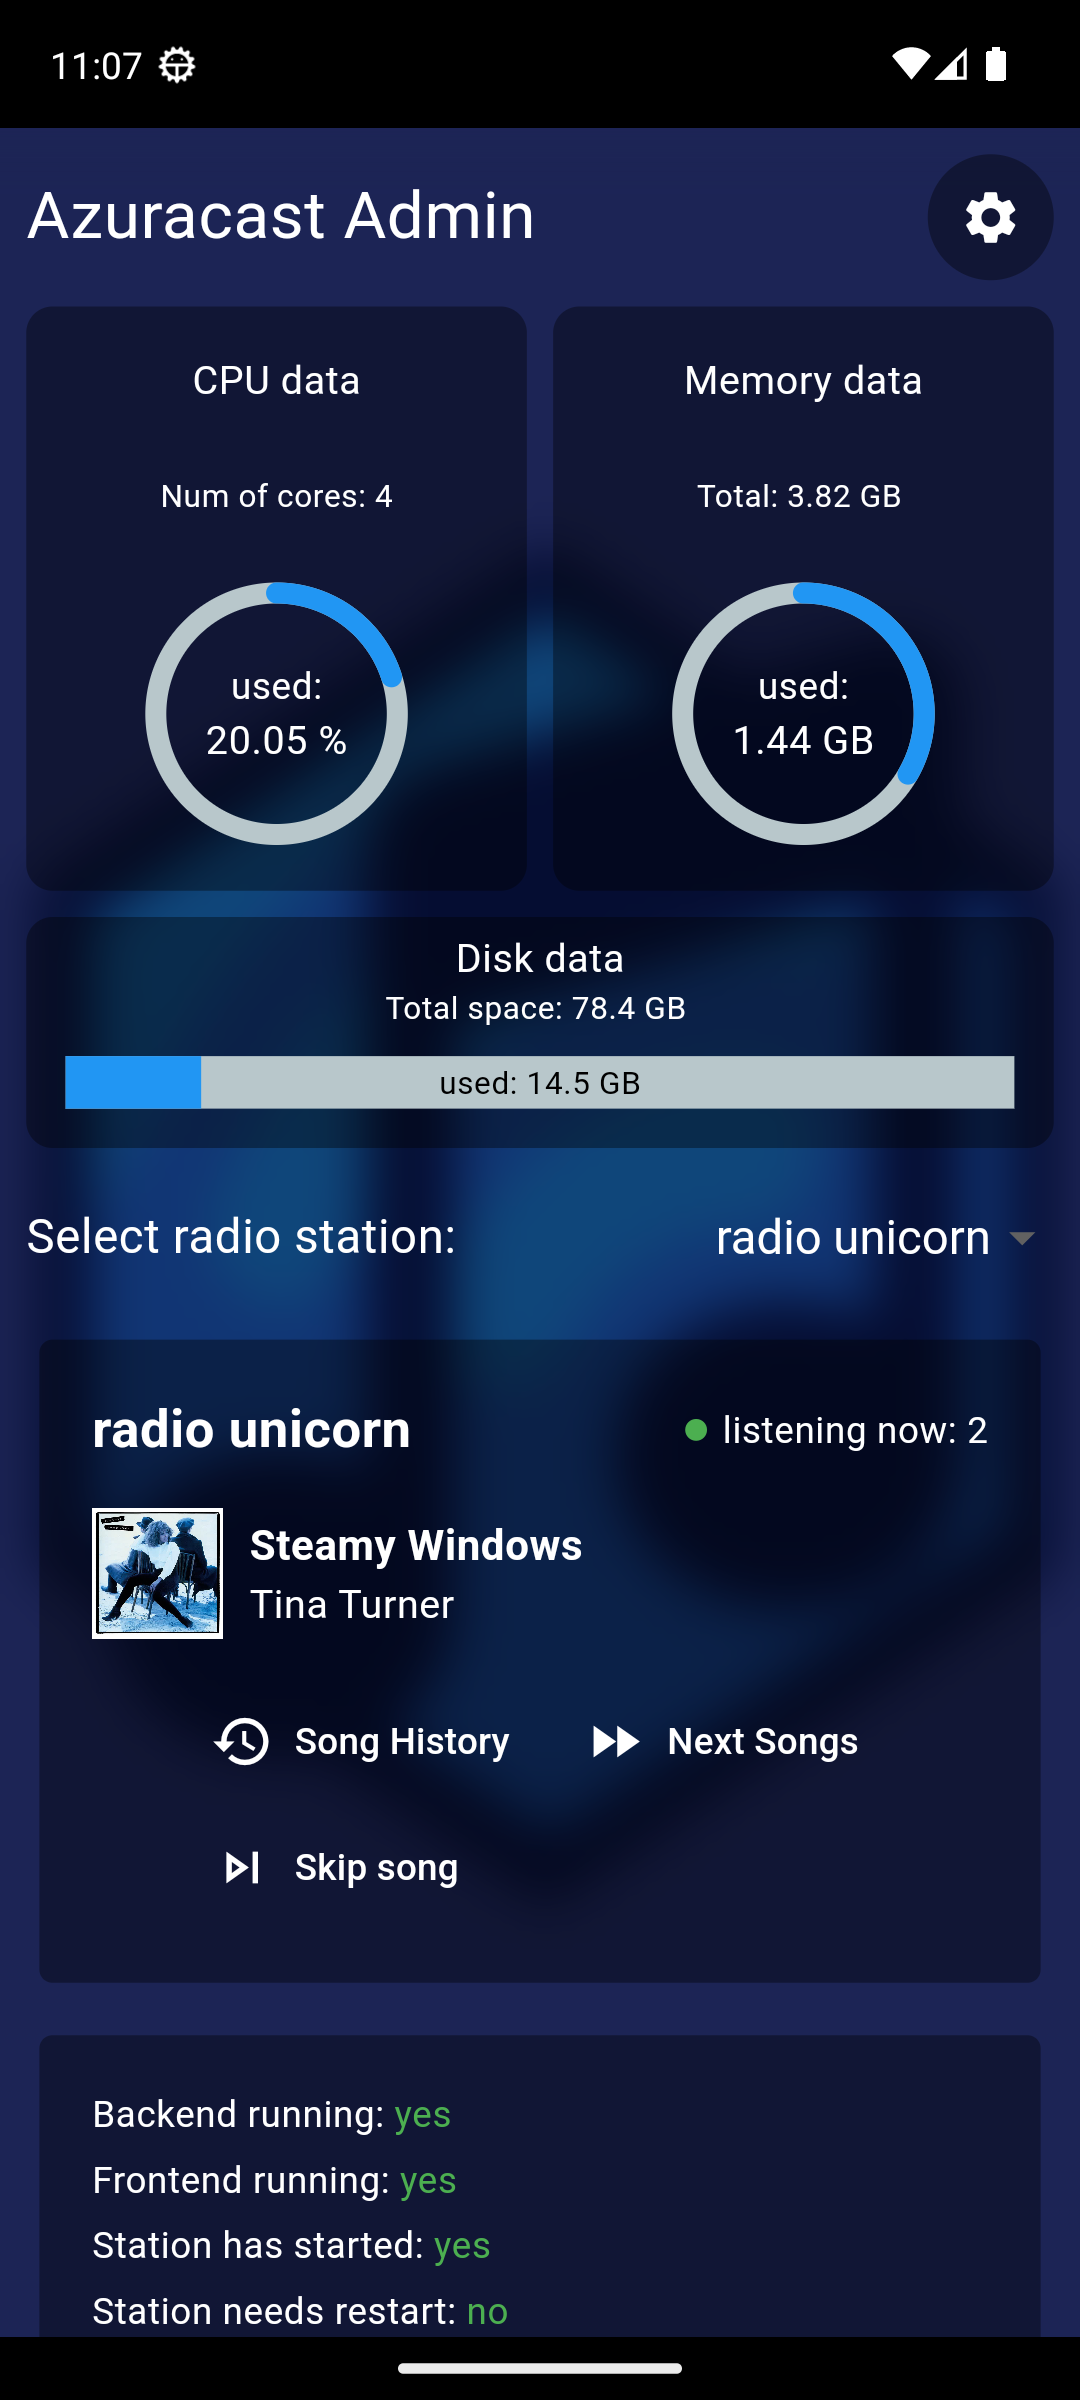 11:07
Azuracast Admin
CPU data
Num of cores: 4
used:
20.05 %
Memory data
Total: 3.82 GB
used:
1.44 GB
Disk data
Total space: 78.4 GB
used: 14.5 GB
Select radio station:
radio unicorn
radio unicorn
listening now: 2
Steamy Windows
Tina Turner
Song History
Next Songs
Skip song
Backend running: yes
Frontend running: yes
Station has started: yes
Station needs restart: no